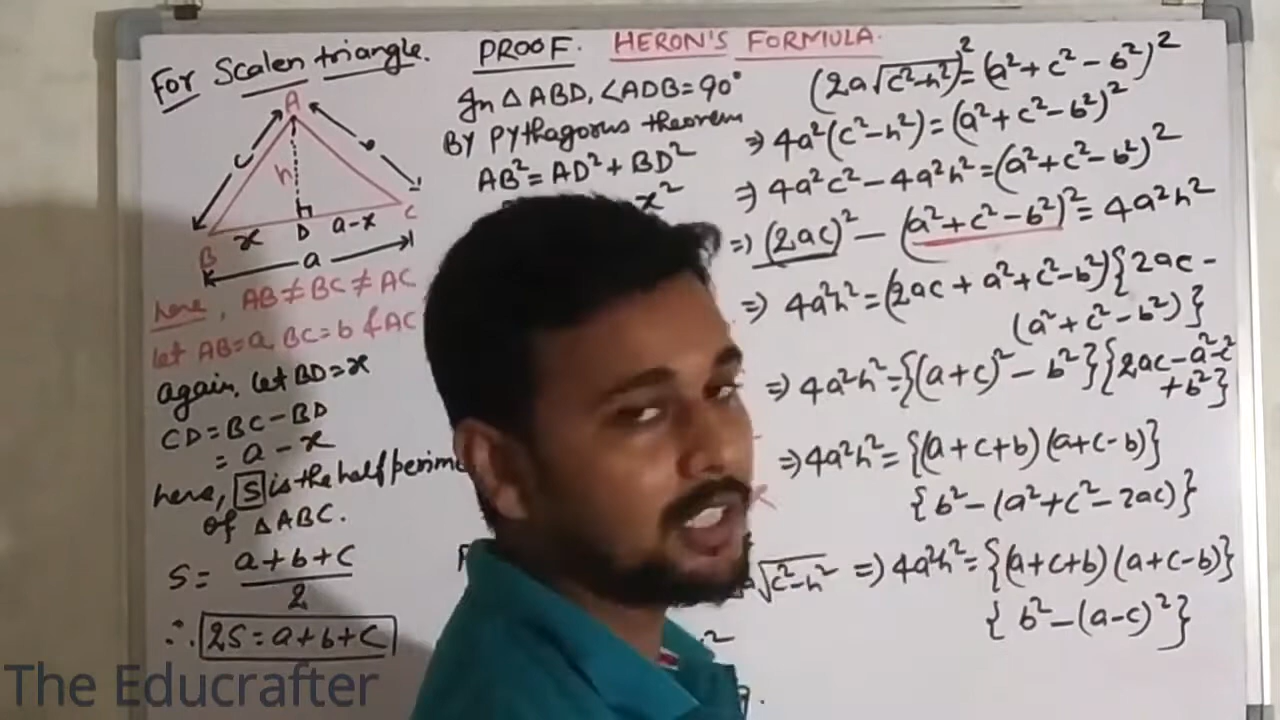 For Scalen triangle.
PROOF. HERON'S FORMULA.
A
c
b
h
B
x
D
a-x
C
a
here, AB≠BC≠AC
let AB=a, BC=b & AC
again. let BD=x
CD=BC-BD
= a-x
here, S is the half perime
of △ABC.
S= a+b+c
2
∴ 2S=a+b+c
In △ABD, ∠ADB=90°
By Pythagorus theorem
AB²=AD²+BD²
x²
√c²-h²
(2a√c²-h²)²=(a²+c²-b²)²
⇒ 4a²(c²-h²)=(a²+c²-b²)²
⇒ 4a²c²-4a²h²=(a²+c²-b²)²
⇒ (2ac)²-(a²+c²-b²)²=4a²h²
⇒ 4a²h²=(2ac+a²+c²-b²){2ac-
(a²+c²-b²)}
⇒ 4a²h²={(a+c)²-b²}{2ac-a²-c²
+b²}
⇒ 4a²h²={(a+c+b)(a+c-b)}
{b²-(a²+c²-2ac)}
⇒ 4a²h²={(a+c+b)(a+c-b)}
{b²-(a-c)²}
The Educrafter